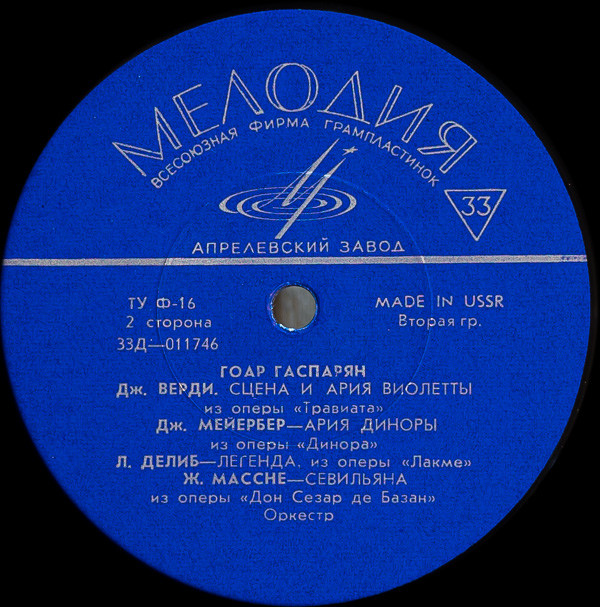 МЕЛОДИЯ
ВСЕСОЮЗНАЯ ФИРМА ГРАМПЛАСТИНОК
33
АПРЕЛЕВСКИЙ ЗАВОД
ТУ Ф-16
MADE IN USSR
2 сторона
Вторая гр.
33Д—011746
ГОАР ГАСПАРЯН
Дж. ВЕРДИ. СЦЕНА И АРИЯ ВИОЛЕТТЫ
из оперы «Травиата»
Дж. МЕЙЕРБЕР—АРИЯ ДИНОРЫ
из оперы «Динора»
Л. ДЕЛИБ—ЛЕГЕНДА, из оперы «Лакме»
Ж. МАССНЕ—СЕВИЛЬЯНА
из оперы «Дон Сезар де Базан»
Оркестр